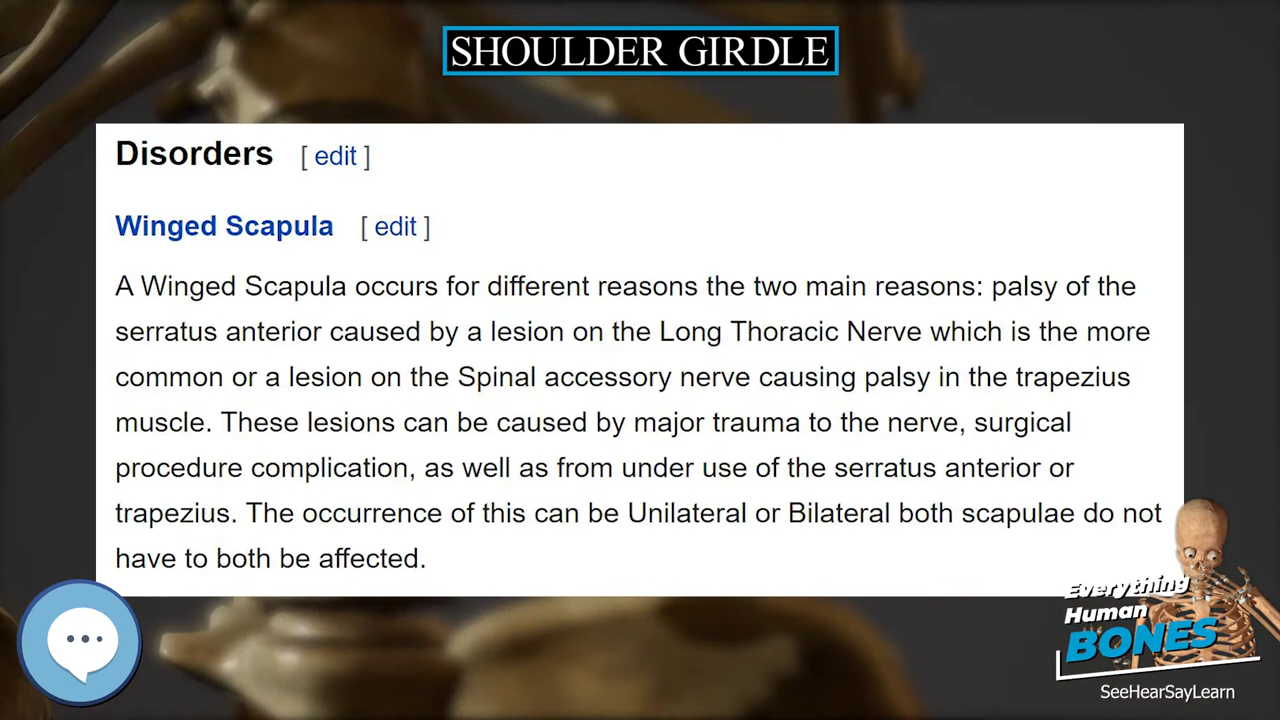 SHOULDER GIRDLE
Disorders [ edit ]
Winged Scapula [ edit ]
A Winged Scapula occurs for different reasons the two main reasons: palsy of the
serratus anterior caused by a lesion on the Long Thoracic Nerve which is the more
common or a lesion on the Spinal accessory nerve causing palsy in the trapezius
muscle. These lesions can be caused by major trauma to the nerve, surgical
procedure complication, as well as from under use of the serratus anterior or
trapezius. The occurrence of this can be Unilateral or Bilateral both scapulae do not
have to both be affected.
Everything
Human
BONES
SeeHearSayLearn